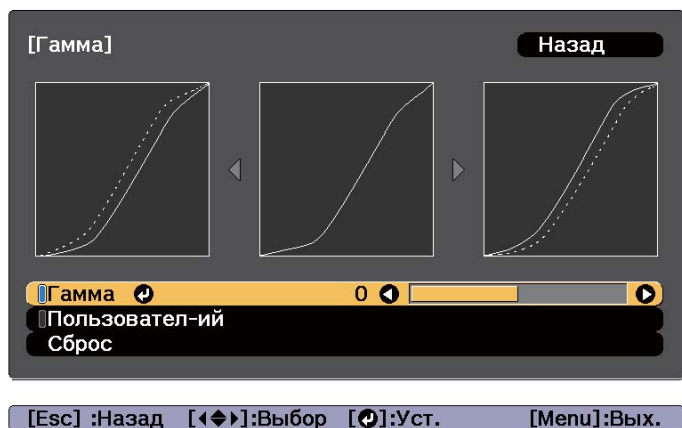 [Гамма] Назад
Гамма 0
Пользовател-ий
Сброс
[Esc] :Назад [ ]:Выбор [ ]:Уст. [Menu]:Вых.